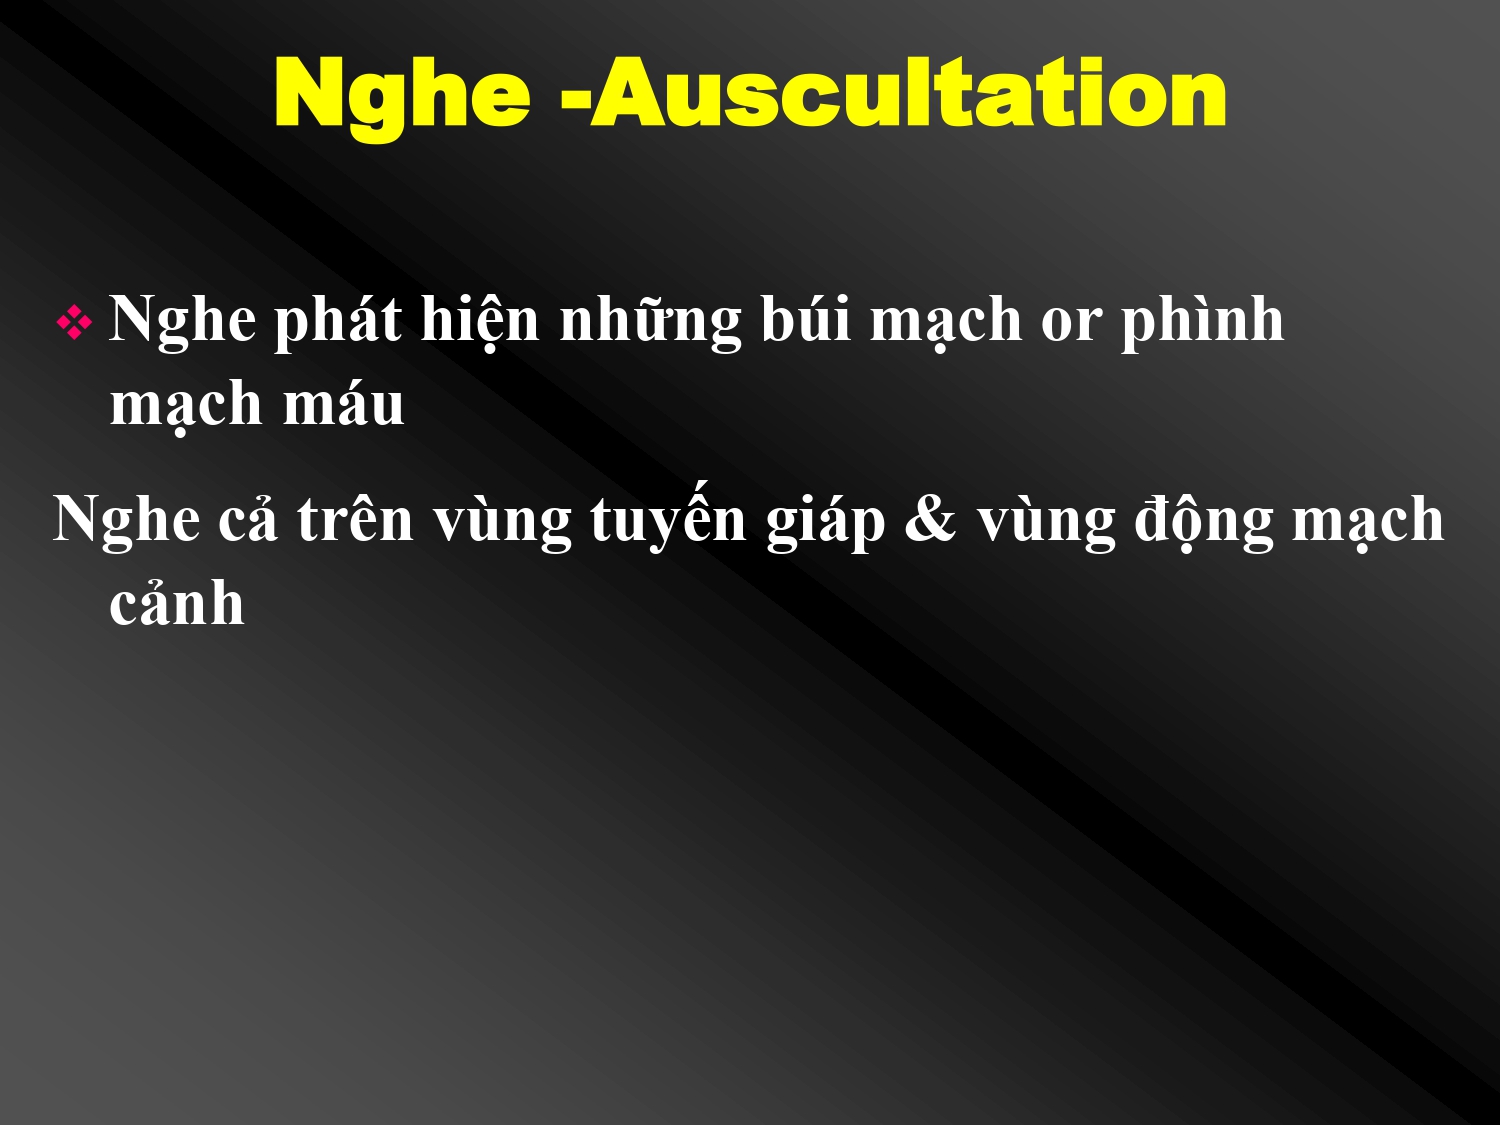 Nghe -Auscultation
❖ Nghe phát hiện những búi mạch or phình
mạch máu
Nghe cả trên vùng tuyến giáp & vùng động mạch
cảnh